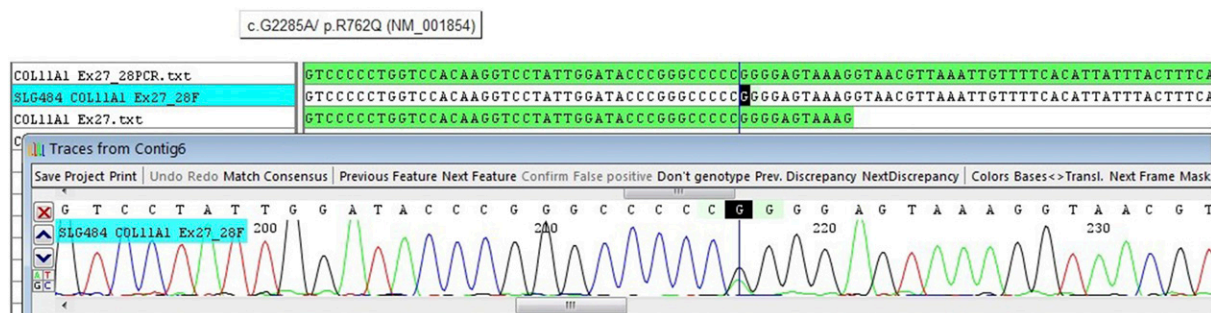 c.G2285A/ p.R762Q (NM_001854)
COL11A1 Ex27_28PCR.txt GTCCCCCTGGTCCACAAGGTCCTATTGGATACCCGGGCCCCCGGGGAGTAAAGGTAACGTTAAATTGTTTTCACATTATTTACTTTCA
SLG484 COL11A1 Ex27_28F GTCCCCCTGGTCCACAAGGTCCTATTGGATACCCGGGCCCCCGGGGAGTAAAGGTAACGTTAAATTGTTTTCACATTATTTACTTTCA
COL11A1 Ex27.txt GTCCCCCTGGTCCACAAGGTCCTATTGGATACCCGGGCCCCCGGGGAGTAAAG
Traces from Contig6
Save Project Print Undo Redo Match Consensus Previous Feature Next Feature Confirm False positive Don't genotype Prev. Discrepancy NextDiscrepancy Colors Bases<>Transl. Next Frame Mask
G T C C T A T T G G A T A C C C G G G C C C C C G G G G A G T A A A G G T A A C G T
SLG484 COL11A1 Ex27_28F 200 210 220 230
A T
G C